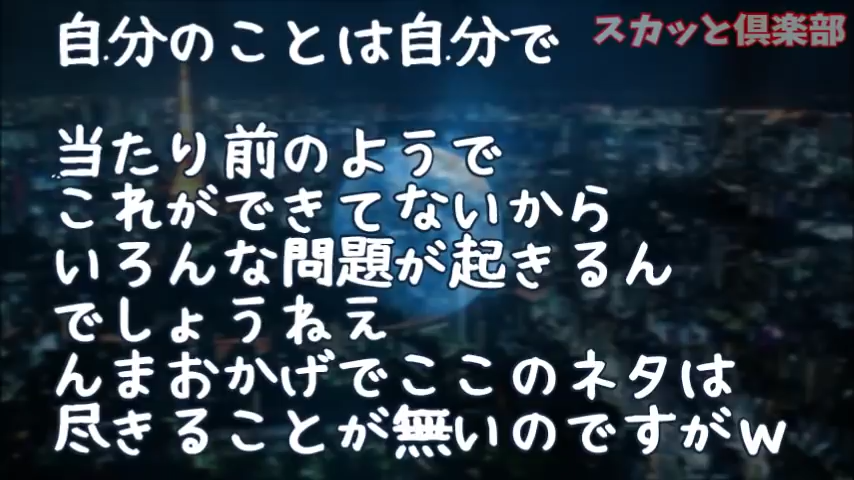 自分のことは自分で
スカッと倶楽部
当たり前のようで
これができてないから
いろんな問題が起きるん
でしょうねえ
んまおかげでここのネタは
尽きることが無いのですがw